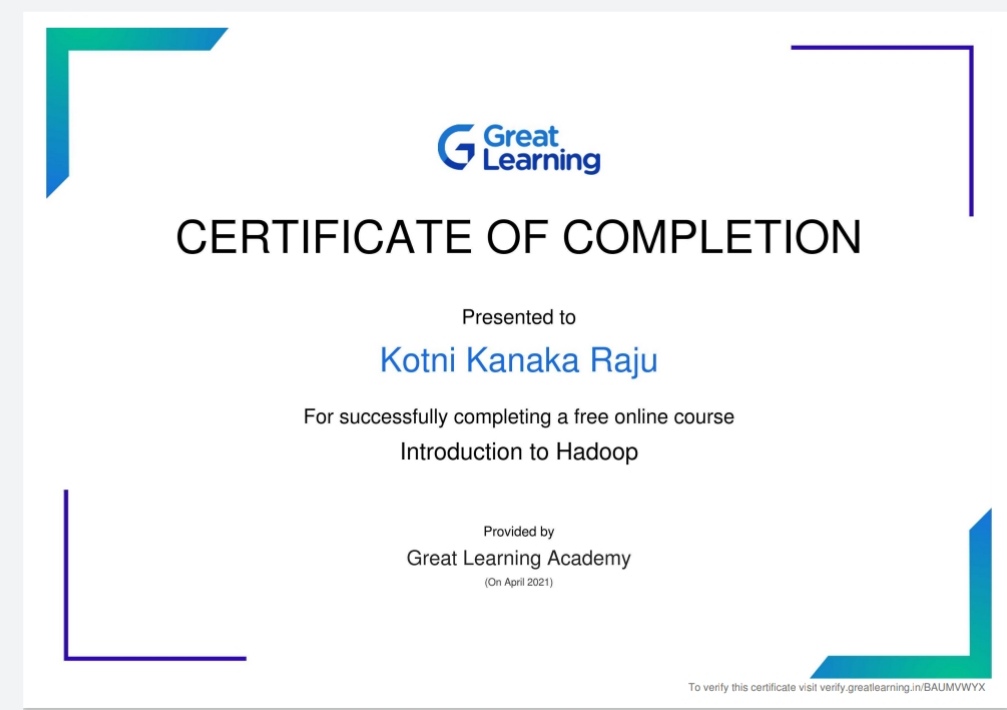 Great
Learning
CERTIFICATE OF COMPLETION
Presented to
Kotni Kanaka Raju
For successfully completing a free online course
Introduction to Hadoop
Provided by
Great Learning Academy
(On April 2021)
To verify this certificate visit verify.greatlearning.in/BAUMVWYX